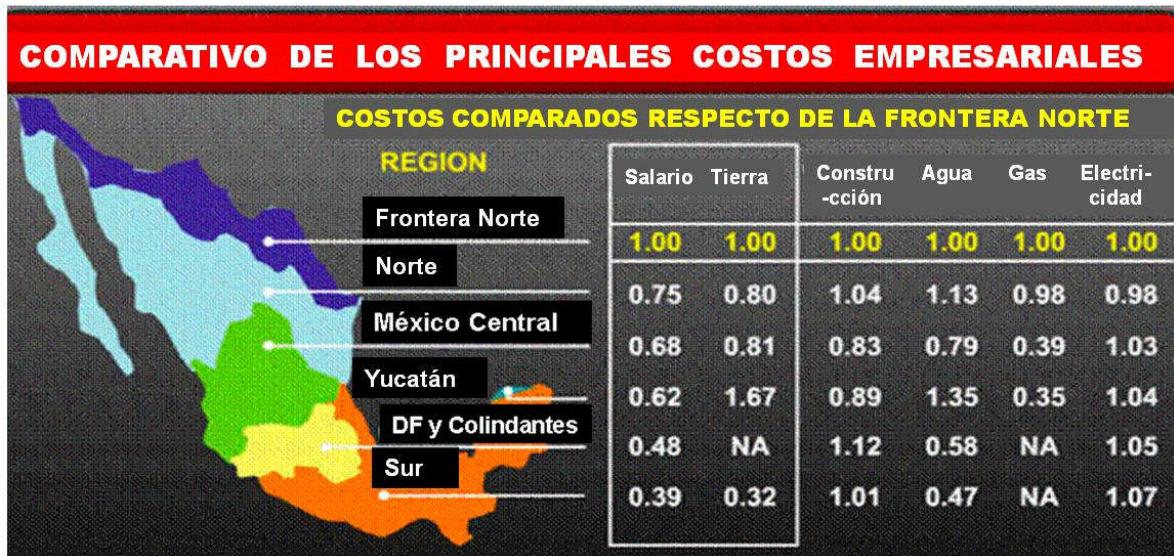 COMPARATIVO DE LOS PRINCIPALES COSTOS EMPRESARIALES
COSTOS COMPARADOS RESPECTO DE LA FRONTERA NORTE
REGION
Salario Tierra Constru Agua Gas Electri-
-cción cidad
Frontera Norte
1.00 1.00 1.00 1.00 1.00 1.00
Norte
0.75 0.80 1.04 1.13 0.98 0.98
México Central
0.68 0.81 0.83 0.79 0.39 1.03
Yucatán
0.62 1.67 0.89 1.35 0.35 1.04
DF y Colindantes
0.48 NA 1.12 0.58 NA 1.05
Sur
0.39 0.32 1.01 0.47 NA 1.07